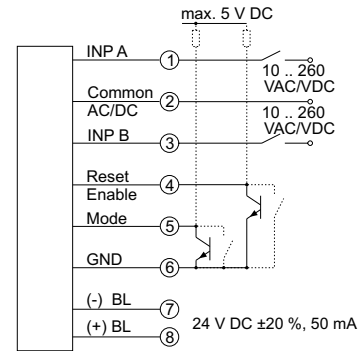 max. 5 V DC
INP A
1
10 .. 260
VAC/VDC
Common
AC/DC
2
10 .. 260
VAC/VDC
INP B
3
Reset
Enable
4
Mode
5
GND
6
(-) BL
7
(+) BL
8
24 V DC ±20 %, 50 mA